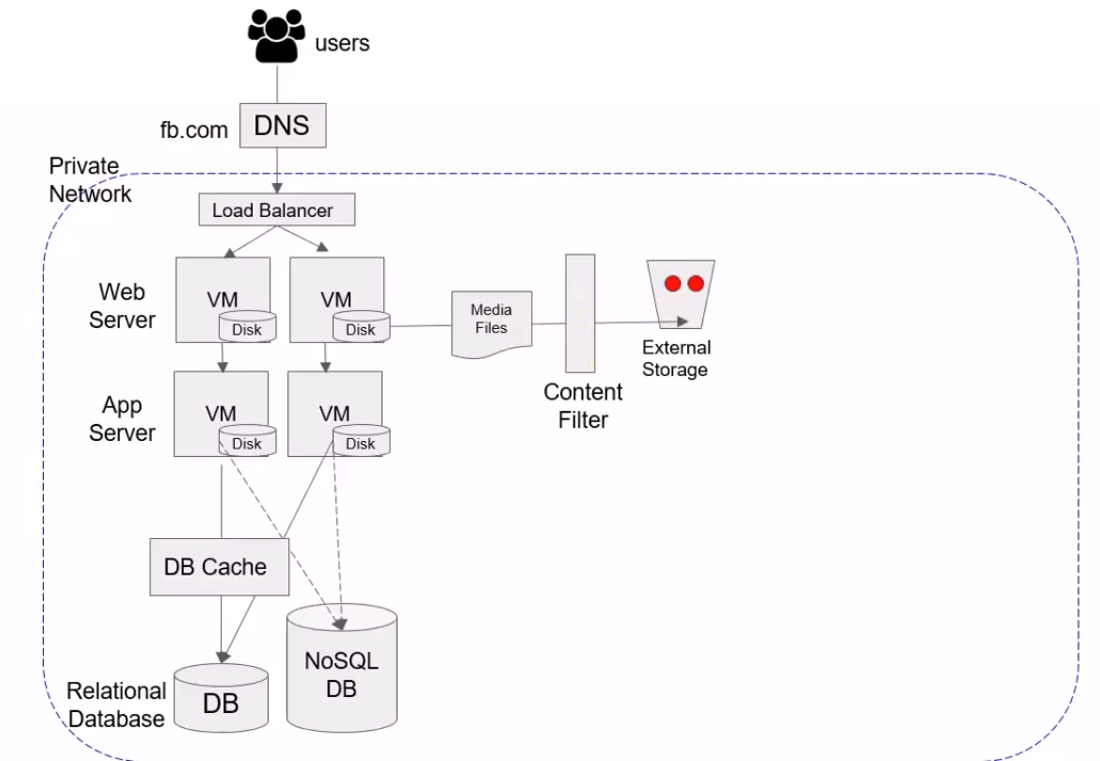 users
fb.com
DNS
Private
Network
Load Balancer
Web
Server
VM
Disk
VM
Disk
Media
Files
External
Storage
Content
Filter
App
Server
VM
Disk
VM
Disk
DB Cache
NoSQL
DB
Relational
Database
DB